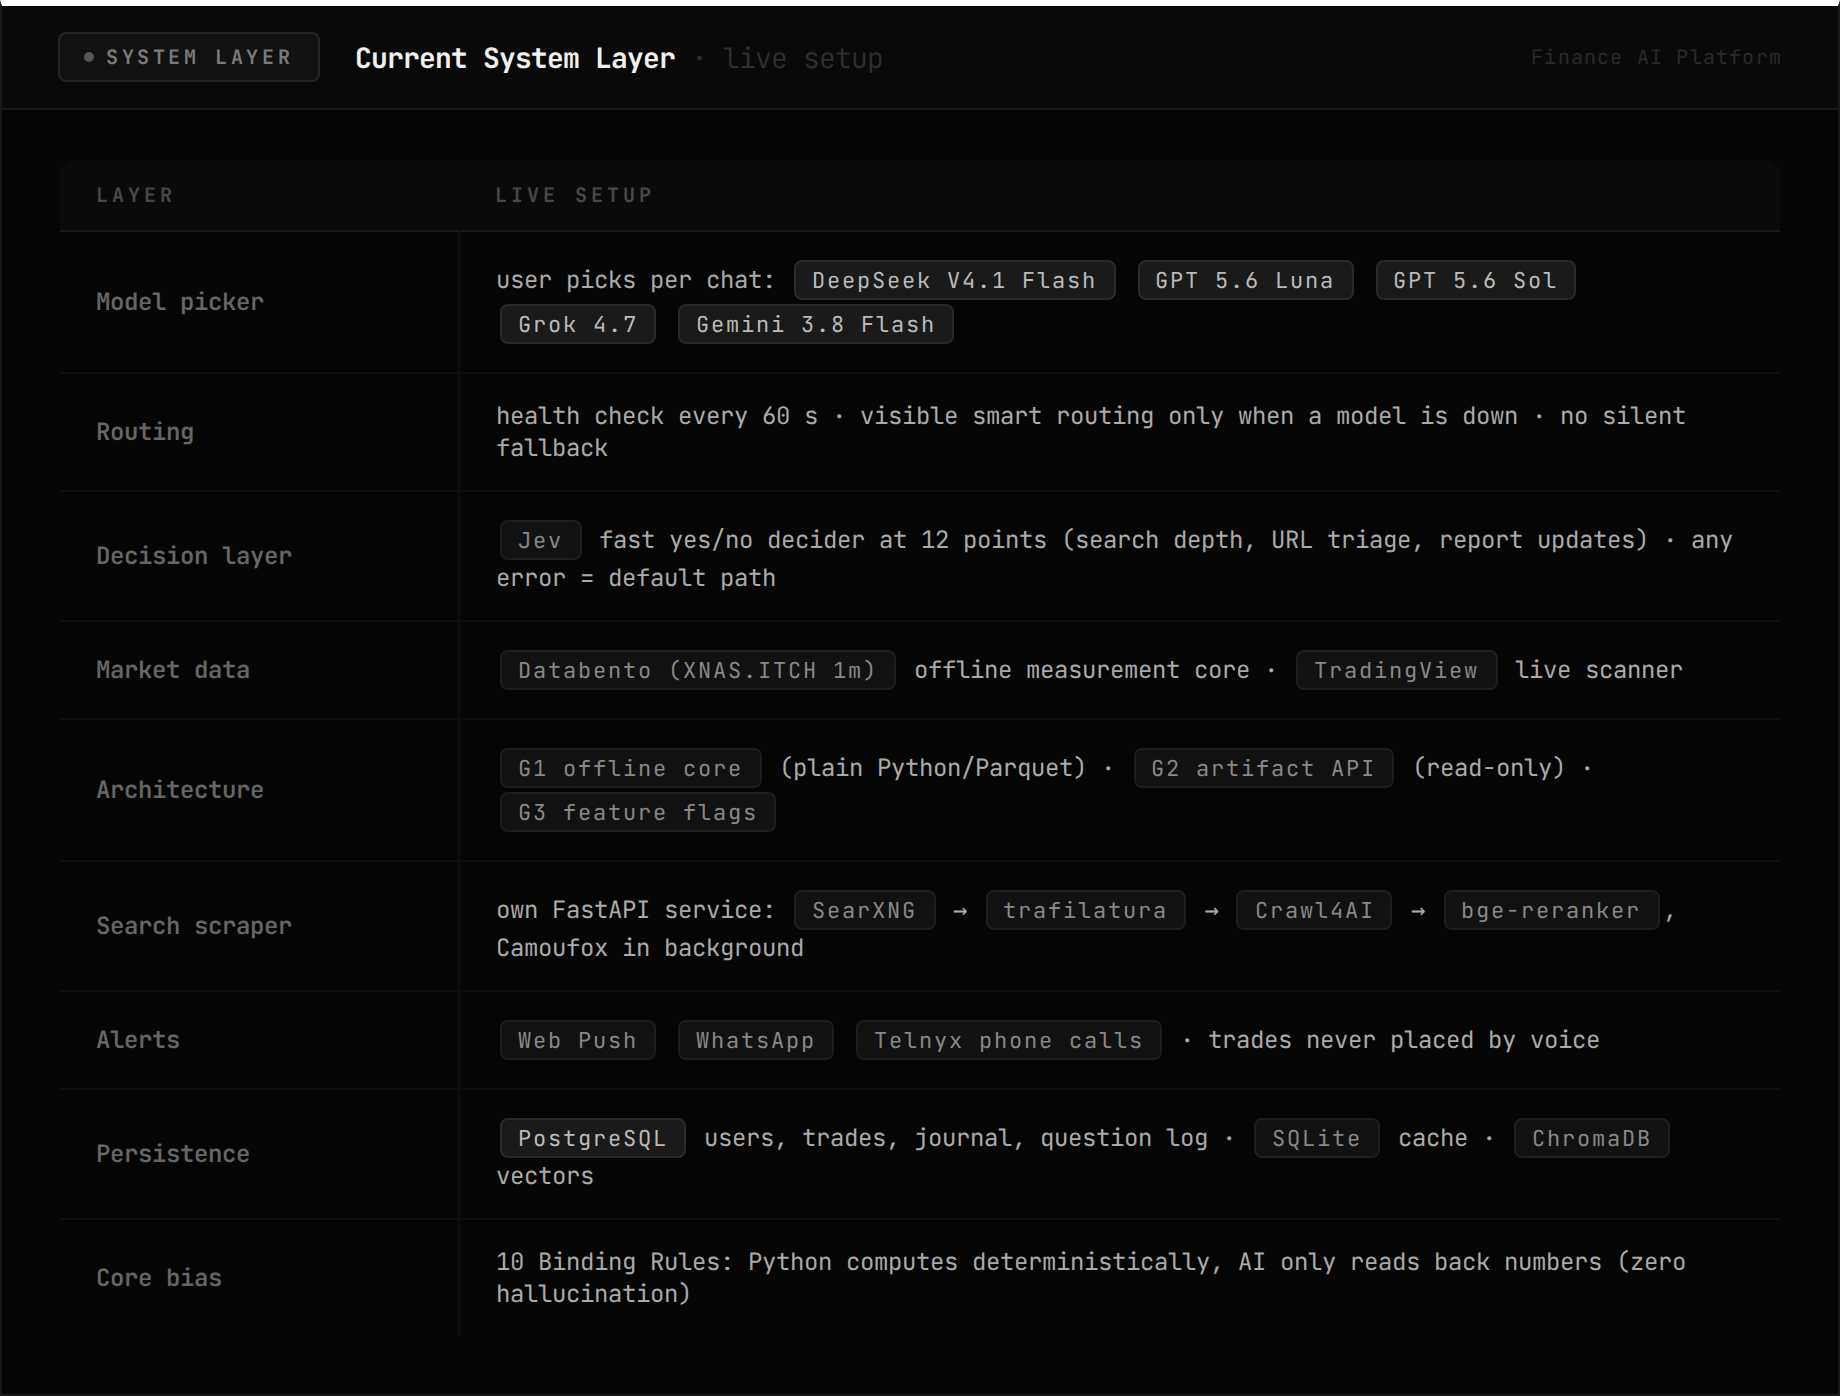 SYSTEM LAYER
Current System Layer · live setup
Finance AI Platform
LAYER
LIVE SETUP
Model picker
user picks per chat: DeepSeek V4.1 Flash GPT 5.6 Luna GPT 5.6 Sol
Grok 4.7 Gemini 3.8 Flash
Routing
health check every 60 s · visible smart routing only when a model is down · no silent
fallback
Decision layer
Jev fast yes/no decider at 12 points (search depth, URL triage, report updates) · any
error = default path
Market data
Databento (XNAS.ITCH 1m) offline measurement core · TradingView live scanner
Architecture
G1 offline core (plain Python/Parquet) · G2 artifact API (read-only) ·
G3 feature flags
Search scraper
own FastAPI service: SearXNG → trafilatura → Crawl4AI → bge-reranker,
Camoufox in background
Alerts
Web Push WhatsApp Telnyx phone calls · trades never placed by voice
Persistence
PostgreSQL users, trades, journal, question log · SQLite cache · ChromaDB
vectors
Core bias
10 Binding Rules: Python computes deterministically, AI only reads back numbers (zero
hallucination)